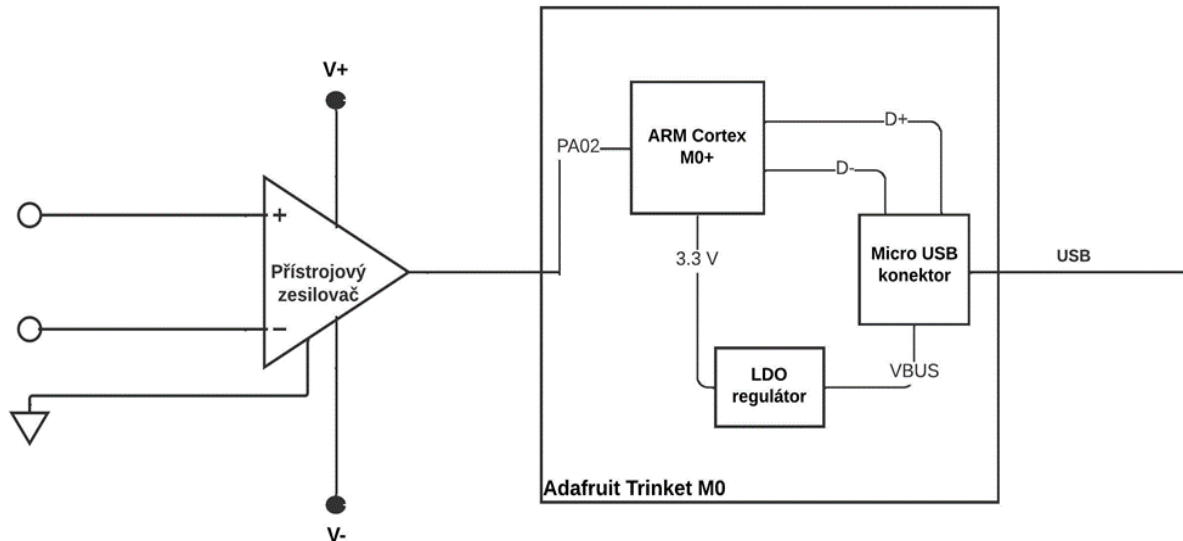 V+
+
Přístrojový
zesilovač
−
V-
PA02
ARM Cortex
M0+
D+
D-
3.3 V
Micro USB
konektor
USB
LDO
regulátor
VBUS
Adafruit Trinket M0